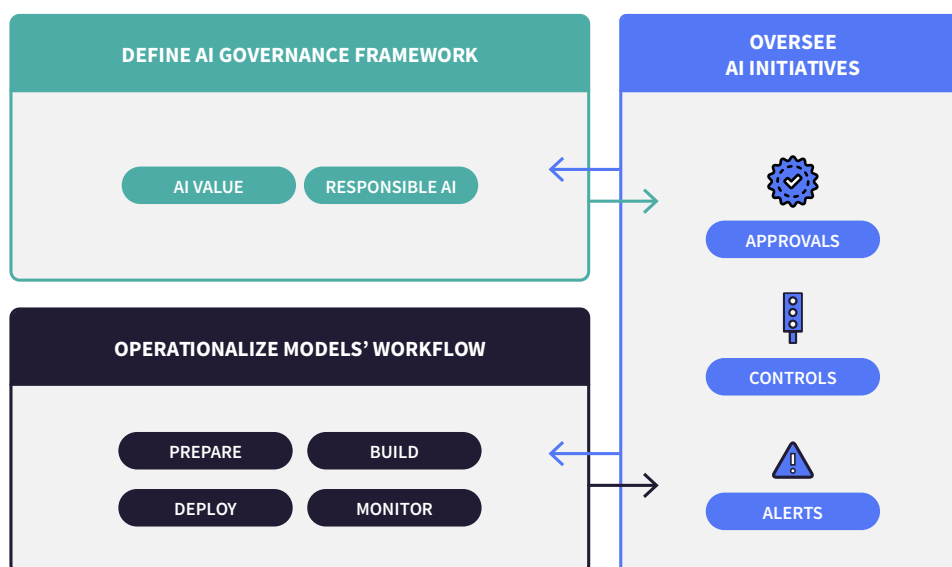 DEFINE AI GOVERNANCE FRAMEWORK
AI VALUE
RESPONSIBLE AI
OPERATIONALIZE MODELS’ WORKFLOW
PREPARE
BUILD
DEPLOY
MONITOR
OVERSEE
AI INITIATIVES
APPROVALS
CONTROLS
ALERTS